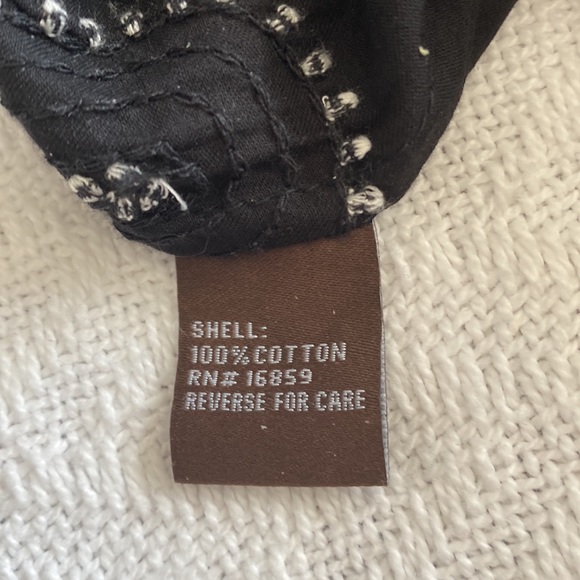 SHELL:
100% COTTON
RN# 16859
REVERSE FOR CARE